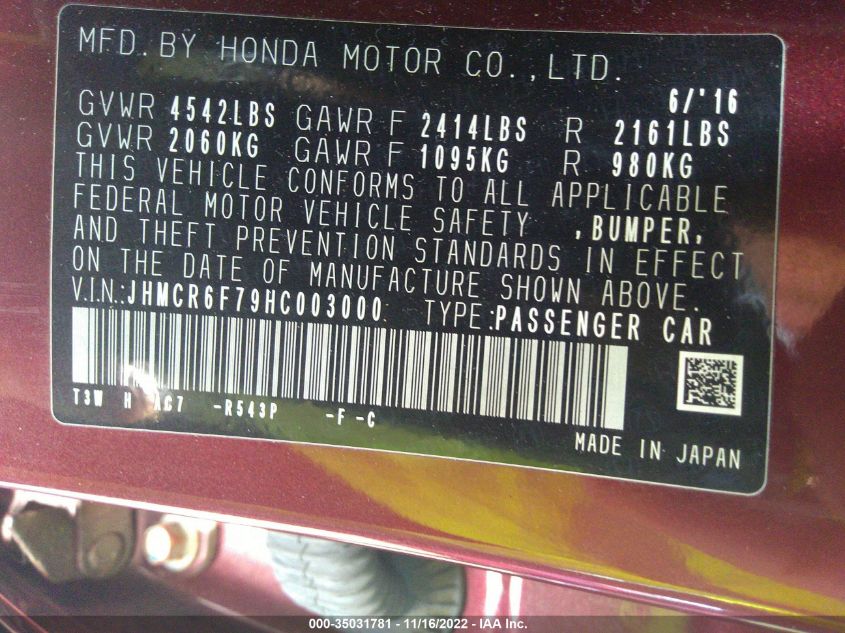 MFD. BY HONDA MOTOR CO., LTD.
6/'16
GVWR 4542LBS GAWR F 2414LBS R 2161LBS
GVWR 2060KG GAWR F 1095KG R 980KG
THIS VEHICLE CONFORMS TO ALL APPLICABLE
FEDERAL MOTOR VEHICLE SAFETY ,BUMPER,
AND THEFT PREVENTION STANDARDS IN EFFECT
ON THE DATE OF MANUFACTURE SHOWN ABOVE.
V.I.N.:JHMCR6F79HC003000 TYPE:PASSENGER CAR
T3W H AC7 -R543P -F -C
MADE IN JAPAN
000-35031781 - 11/16/2022 - IAA Inc.